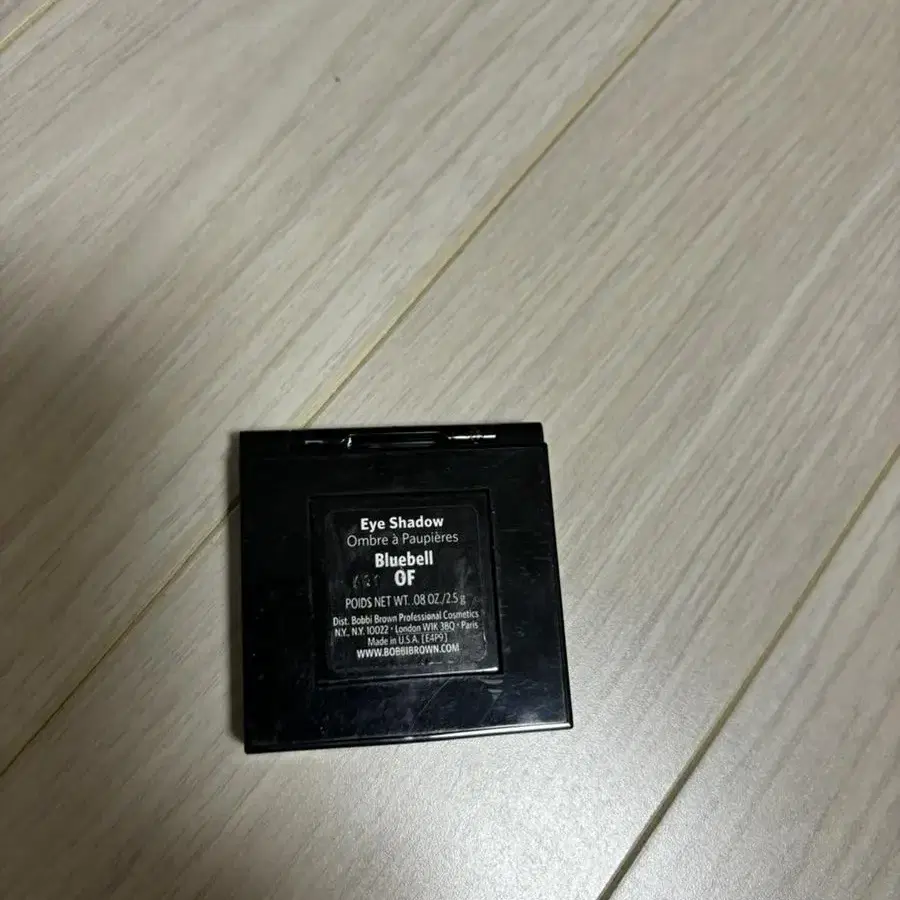 Eye Shadow
Ombre à Paupières
Bluebell
OF
POIDS NET WT. .08 OZ./2.5 g
Dist. Bobbi Brown Professional Cosmetics
N.Y., N.Y. 10022 · London W1K 3BQ · Paris
Made in U.S.A. [E4P9]
WWW.BOBBIBROWN.COM